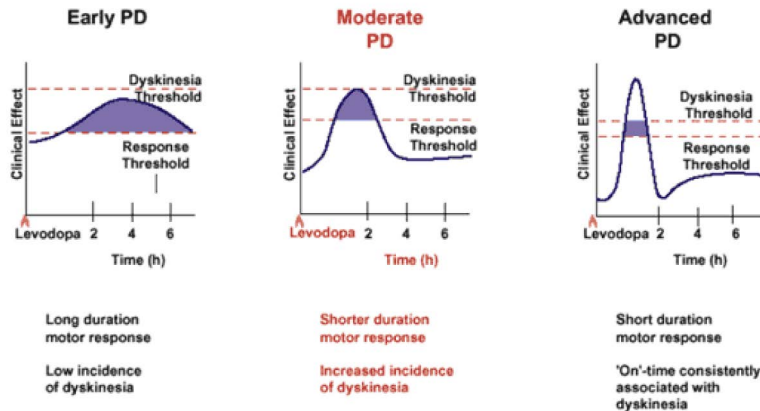 Early PD
Clinical Effect
Dyskinesia
Threshold
Response
Threshold
Levodopa 2 4 6
Time (h)
Long duration
motor response
Low incidence
of dyskinesia
Moderate
PD
Clinical Effect
Dyskinesia
Threshold
Response
Threshold
Levodopa 2 4 6
Time (h)
Shorter duration
motor response
Increased incidence
of dyskinesia
Advanced
PD
Clinical Effect
Dyskinesia
Threshold
Response
Threshold
Levodopa 2 4 6
Time (h)
Short duration
motor response
'On'-time consistently
associated with
dyskinesia